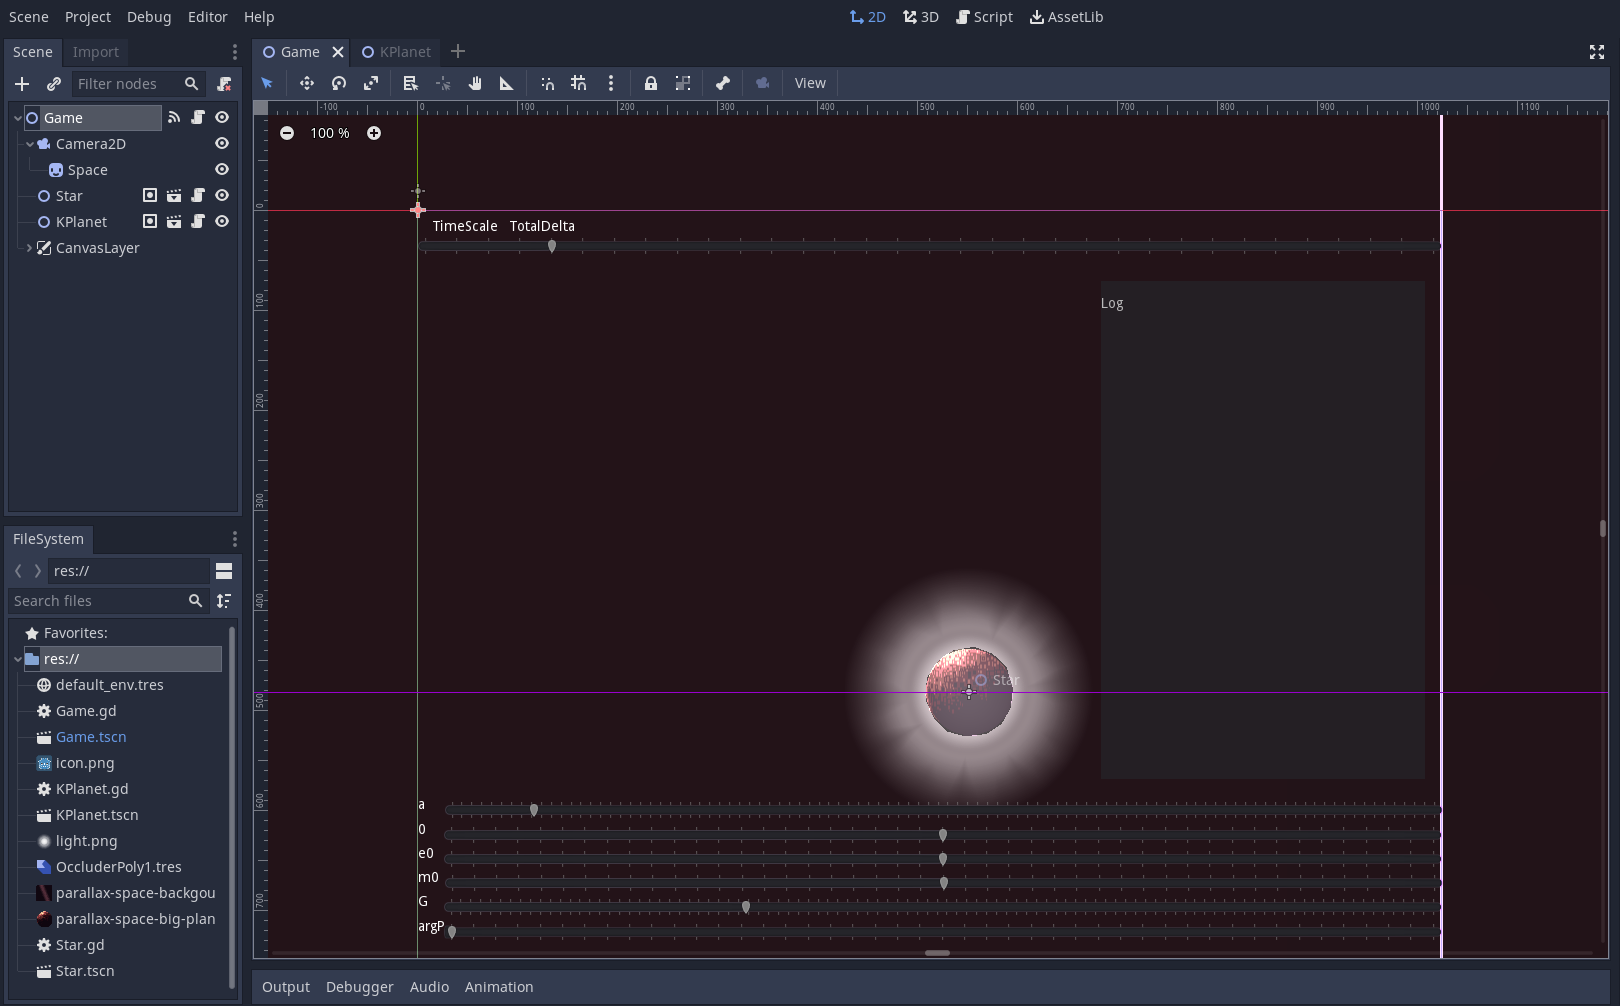 Scene Project Debug Editor Help 2D 3D Script AssetLib
Scene Import
Game KPlanet
Filter nodes
View
-100 0 100 200 300 400 500 600 700 800 900 1000 1100
Game
Camera2D
Space
Star
KPlanet
CanvasLayer
100 %
0
TimeScale TotalDelta
100
Log
200
300
400
Star
500
600
a
0
e0
m0
700
G
argP
FileSystem
res://
Search files
Favorites:
res://
default_env.tres
Game.gd
Game.tscn
icon.png
KPlanet.gd
KPlanet.tscn
light.png
OccluderPoly1.tres
parallax-space-backgou
parallax-space-big-plan
Star.gd
Star.tscn
Output Debugger Audio Animation